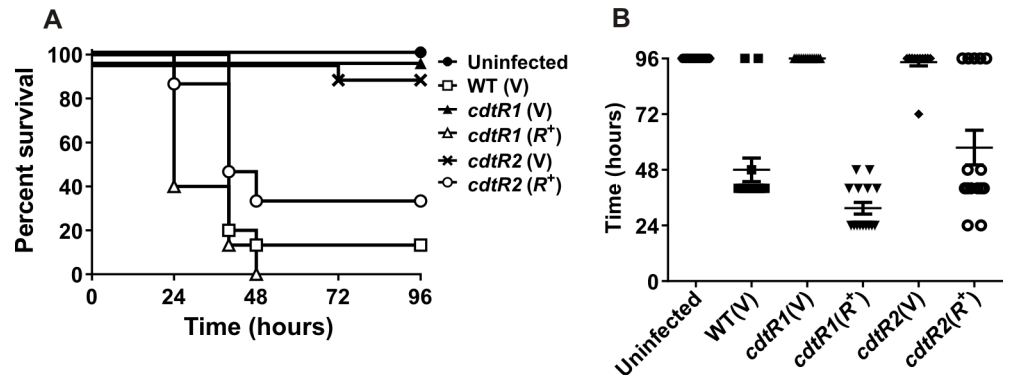 A
Percent survival
100
80
60
40
20
0
0 24 48 72 96
Time (hours)
Uninfected
WT (V)
cdtR1 (V)
cdtR1 (R⁺)
cdtR2 (V)
cdtR2 (R⁺)
B
Time (hours)
96
72
48
24
0
Uninfected
WT(V)
cdtR1(V)
cdtR1(R⁺)
cdtR2(V)
cdtR2(R⁺)